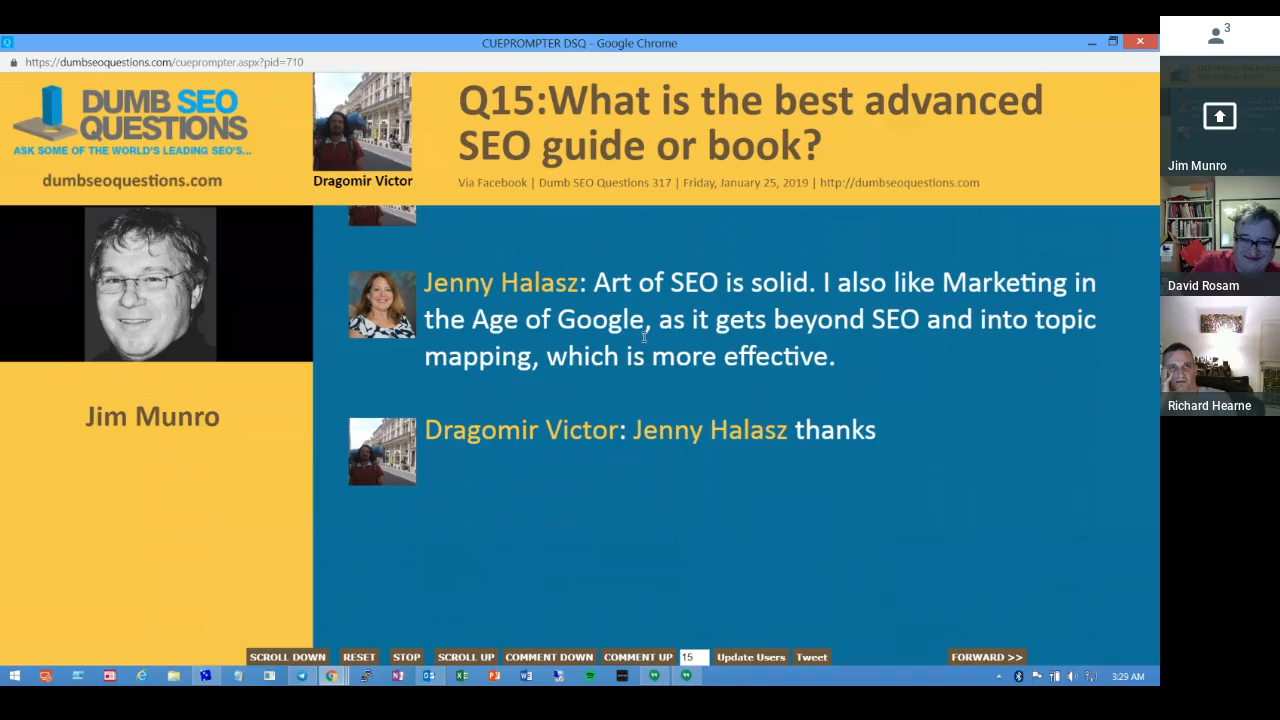 CUEPROMPTER DSQ - Google Chrome
https://dumbseoquestions.com/cueprompter.aspx?pid=710
DUMB SEO
QUESTIONS
ASK SOME OF THE WORLD'S LEADING SEO'S...
dumbseoquestions.com
Dragomir Victor
Q15:What is the best advanced
SEO guide or book?
Via Facebook | Dumb SEO Questions 317 | Friday, January 25, 2019 | http://dumbseoquestions.com
Jim Munro
Jenny Halasz: Art of SEO is solid. I also like Marketing in
the Age of Google, as it gets beyond SEO and into topic
mapping, which is more effective.
Dragomir Victor: Jenny Halasz thanks
SCROLL DOWN RESET STOP SCROLL UP COMMENT DOWN COMMENT UP 15 Update Users Tweet FORWARD >>
3:29 AM
3
Jim Munro
David Rosam
Richard Hearne